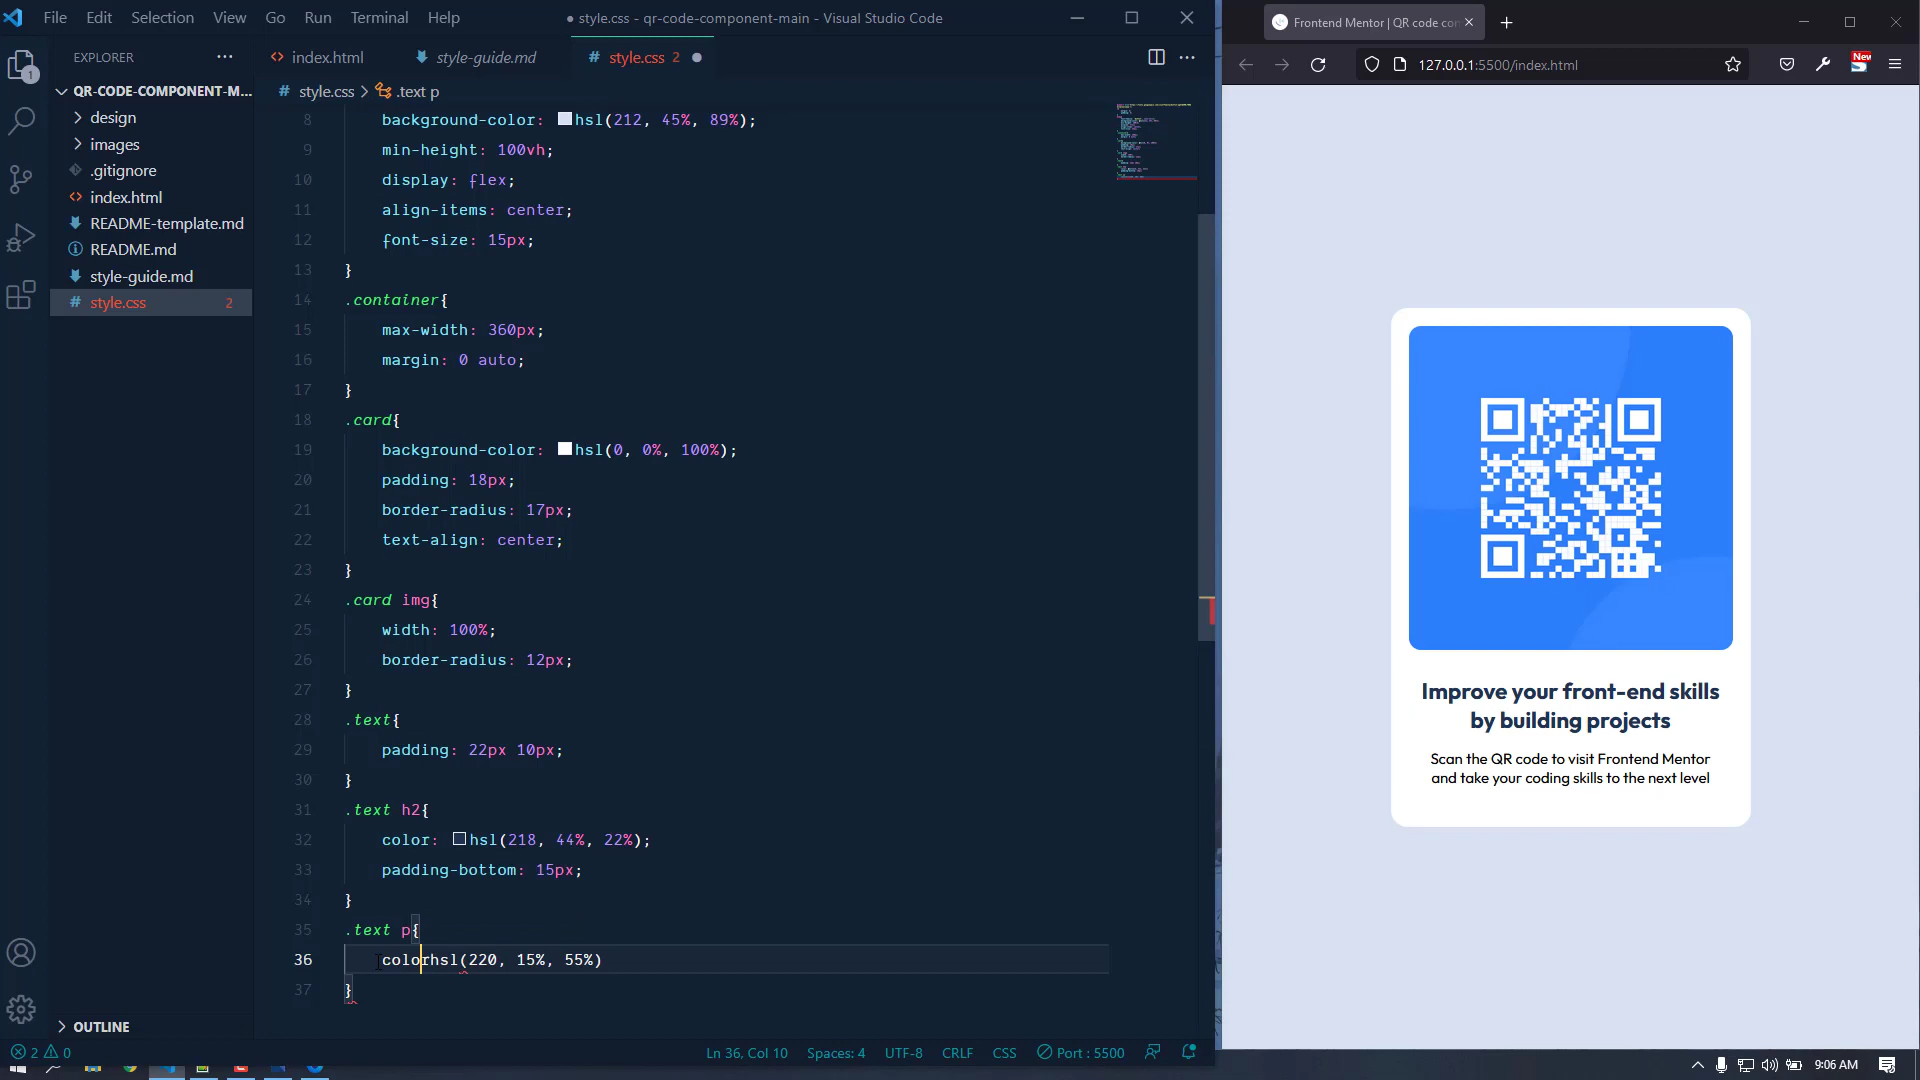 File Edit Selection View Go Run Terminal Help
● style.css - qr-code-component-main - Visual Studio Code
EXPLORER
index.html
style-guide.md
# style.css 2
QR-CODE-COMPONENT-M...
design
images
.gitignore
index.html
README-template.md
README.md
style-guide.md
# style.css 2
OUTLINE
# style.css > .text p
8 background-color: hsl(212, 45%, 89%);
9 min-height: 100vh;
10 display: flex;
11 align-items: center;
12 font-size: 15px;
13 }
14 .container{
15 max-width: 360px;
16 margin: 0 auto;
17 }
18 .card{
19 background-color: hsl(0, 0%, 100%);
20 padding: 18px;
21 border-radius: 17px;
22 text-align: center;
23 }
24 .card img{
25 width: 100%;
26 border-radius: 12px;
27 }
28 .text{
29 padding: 22px 10px;
30 }
31 .text h2{
32 color: hsl(218, 44%, 22%);
33 padding-bottom: 15px;
34 }
35 .text p{
36 colorhsl(220, 15%, 55%)
37 }
2 0
Ln 36, Col 10 Spaces: 4 UTF-8 CRLF CSS Port : 5500
Frontend Mentor | QR code co
127.0.0.1:5500/index.html
New
Improve your front-end skills
by building projects
Scan the QR code to visit Frontend Mentor
and take your coding skills to the next level
9:06 AM